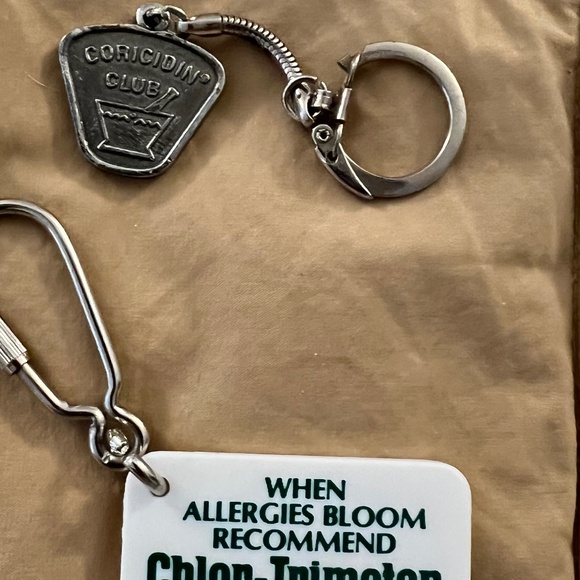 CORICIDIN®
CLUB
WHEN
ALLERGIES BLOOM
RECOMMEND
Chlor-Trimeton